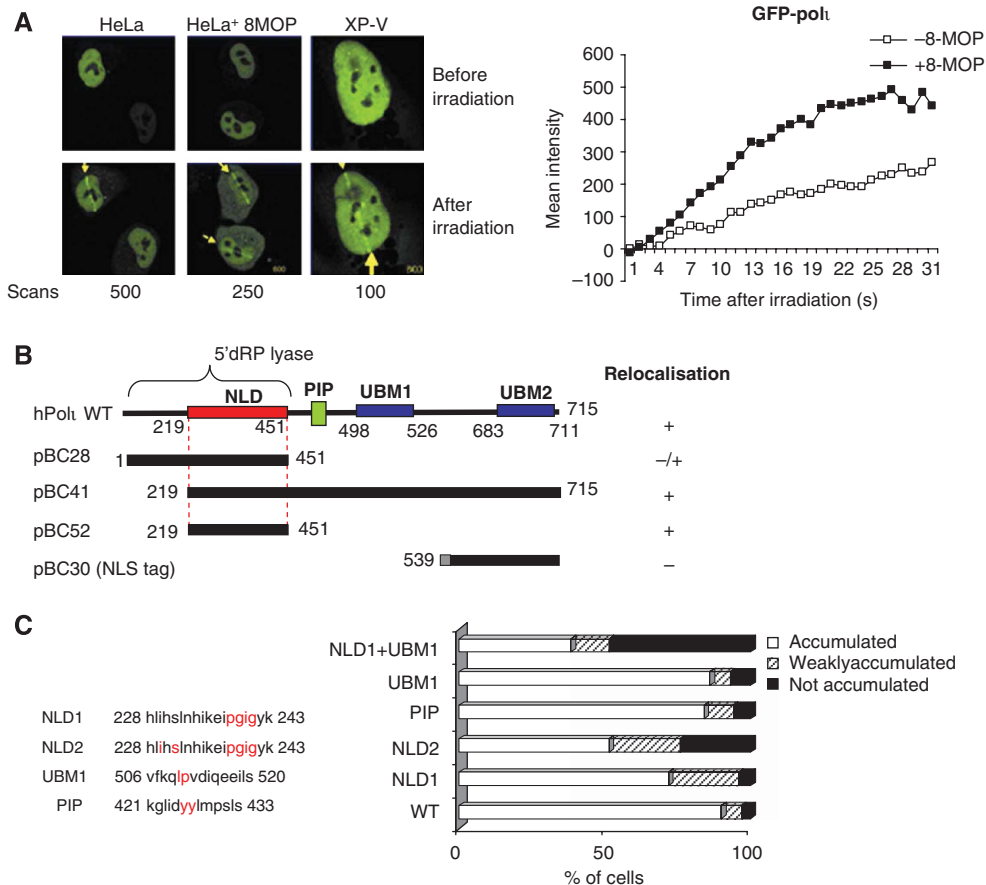 A
HeLa
HeLa+ 8MOP
XP-V
Before irradiation
After irradiation
600
500
Scans
500
250
100
GFP-polι
–8-MOP
+8-MOP
Mean intensity
600
500
400
300
200
100
0
–100
1 4 7 10 13 16 19 22 25 28 31
Time after irradiation (s)
B
5'dRP lyase
NLD
PIP
UBM1
UBM2
Relocalisation
hPolι WT
219
451
498
526
683
711
715
+
pBC28
1
451
–/+
pBC41
219
715
+
pBC52
219
451
+
pBC30 (NLS tag)
539
–
C
NLD1 228 hlihslnhikeipgigyk 243
NLD2 228 hlihslnhikeipgigyk 243
UBM1 506 vfkqlpvdiqeeils 520
PIP 421 kglidyylmpsls 433
NLD1+UBM1
UBM1
PIP
NLD2
NLD1
WT
0
50
100
% of cells
Accumulated
Weaklyaccumulated
Not accumulated